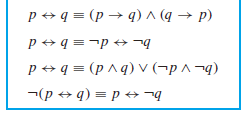 p ↔ q ≡ (p → q) ∧ (q → p)
p ↔ q ≡ ¬p ↔ ¬q
p ↔ q ≡ (p ∧ q) ∨ (¬p ∧ ¬q)
¬(p ↔ q) ≡ p ↔ ¬q